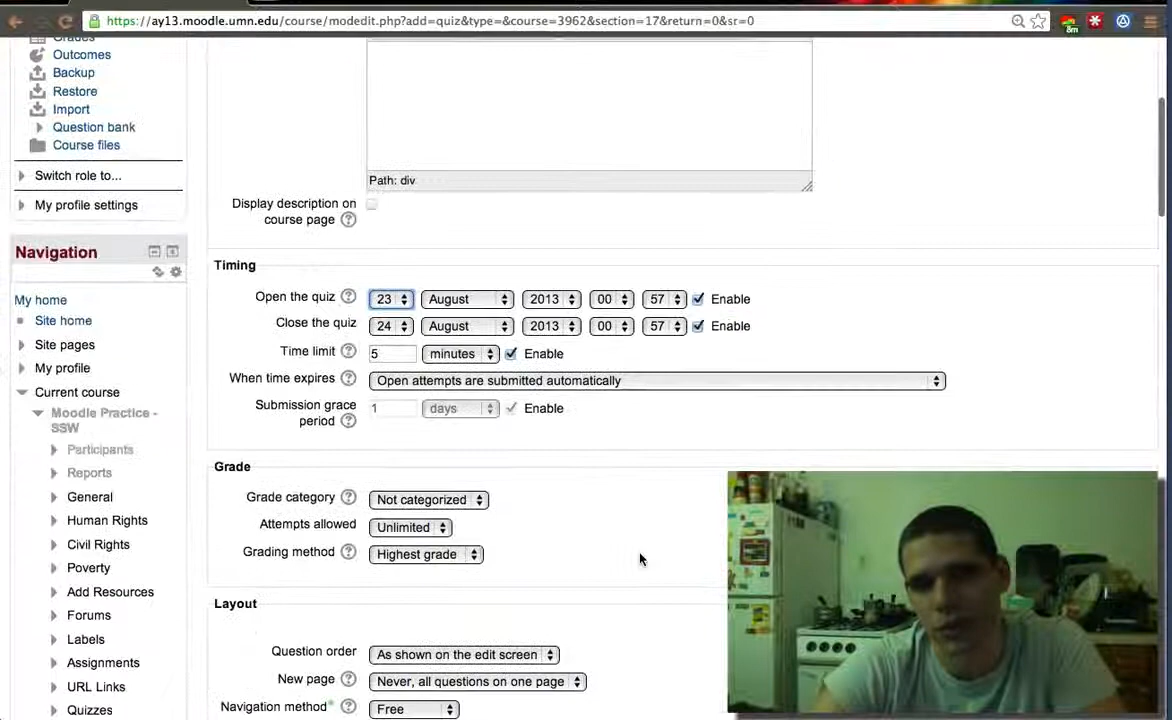 https://ay13.moodle.umn.edu/course/modedit.php?add=quiz&type=&course=3962&section=17&return=0&sr=0
8m
Grades
Outcomes
Backup
Restore
Import
Question bank
Course files
Switch role to...
My profile settings
Navigation
My home
Site home
Site pages
My profile
Current course
Moodle Practice -
SSW
Participants
Reports
General
Human Rights
Civil Rights
Poverty
Add Resources
Forums
Labels
Assignments
URL Links
Quizzes
Path: div
Display description on
course page
Timing
Open the quiz 23 August 2013 00 57 Enable
Close the quiz 24 August 2013 00 57 Enable
Time limit 5 minutes Enable
When time expires Open attempts are submitted automatically
Submission grace
period 1 days Enable
Grade
Grade category Not categorized
Attempts allowed Unlimited
Grading method Highest grade
Layout
Question order As shown on the edit screen
New page Never, all questions on one page
Navigation method* Free